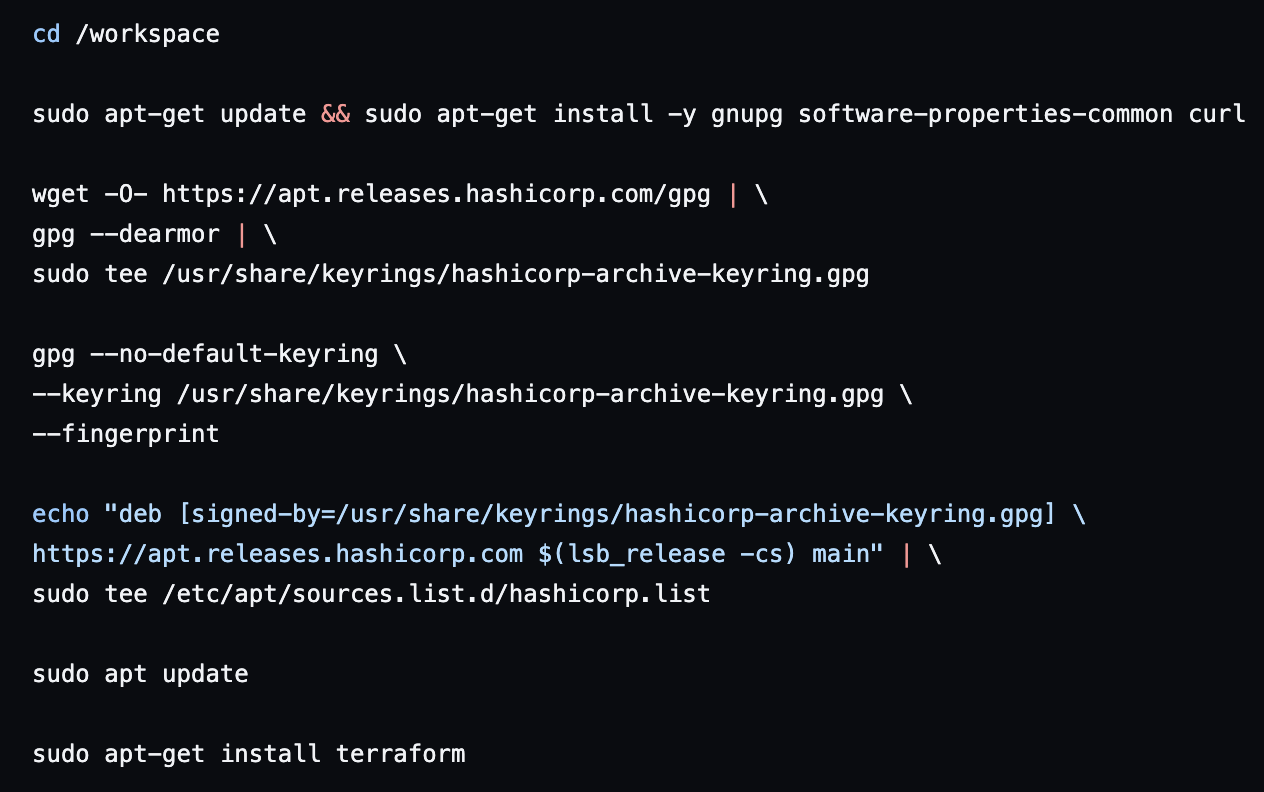 cd /workspace
sudo apt-get update && sudo apt-get install -y gnupg software-properties-common curl
wget -O- https://apt.releases.hashicorp.com/gpg | \
gpg --dearmor | \
sudo tee /usr/share/keyrings/hashicorp-archive-keyring.gpg
gpg --no-default-keyring \
--keyring /usr/share/keyrings/hashicorp-archive-keyring.gpg \
--fingerprint
echo "deb [signed-by=/usr/share/keyrings/hashicorp-archive-keyring.gpg] \
https://apt.releases.hashicorp.com $(lsb_release -cs) main" | \
sudo tee /etc/apt/sources.list.d/hashicorp.list
sudo apt update
sudo apt-get install terraform